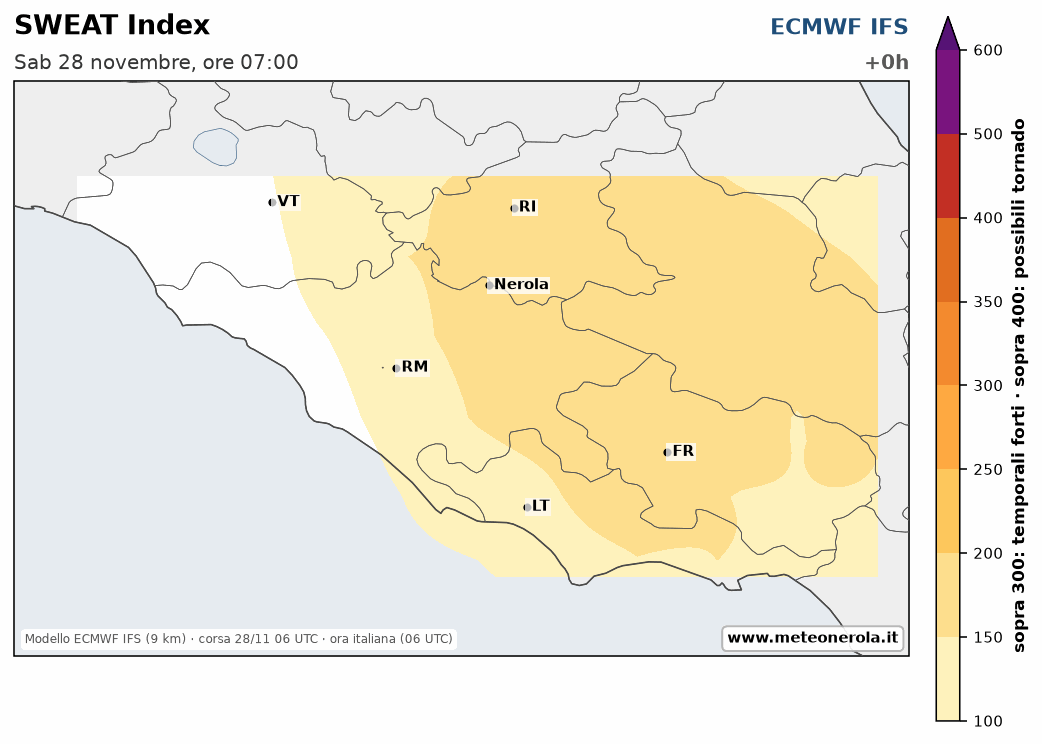 SWEAT Index
ECMWF IFS
Sab 28 novembre, ore 07:00
+0h
VT
RI
Nerola
RM
FR
LT
Modello ECMWF IFS (9 km) · corsa 28/11 06 UTC · ora italiana (06 UTC)
www.meteonerola.it
600
500
400
350
300
250
200
150
100
sopra 300: temporali forti · sopra 400: possibili tornado